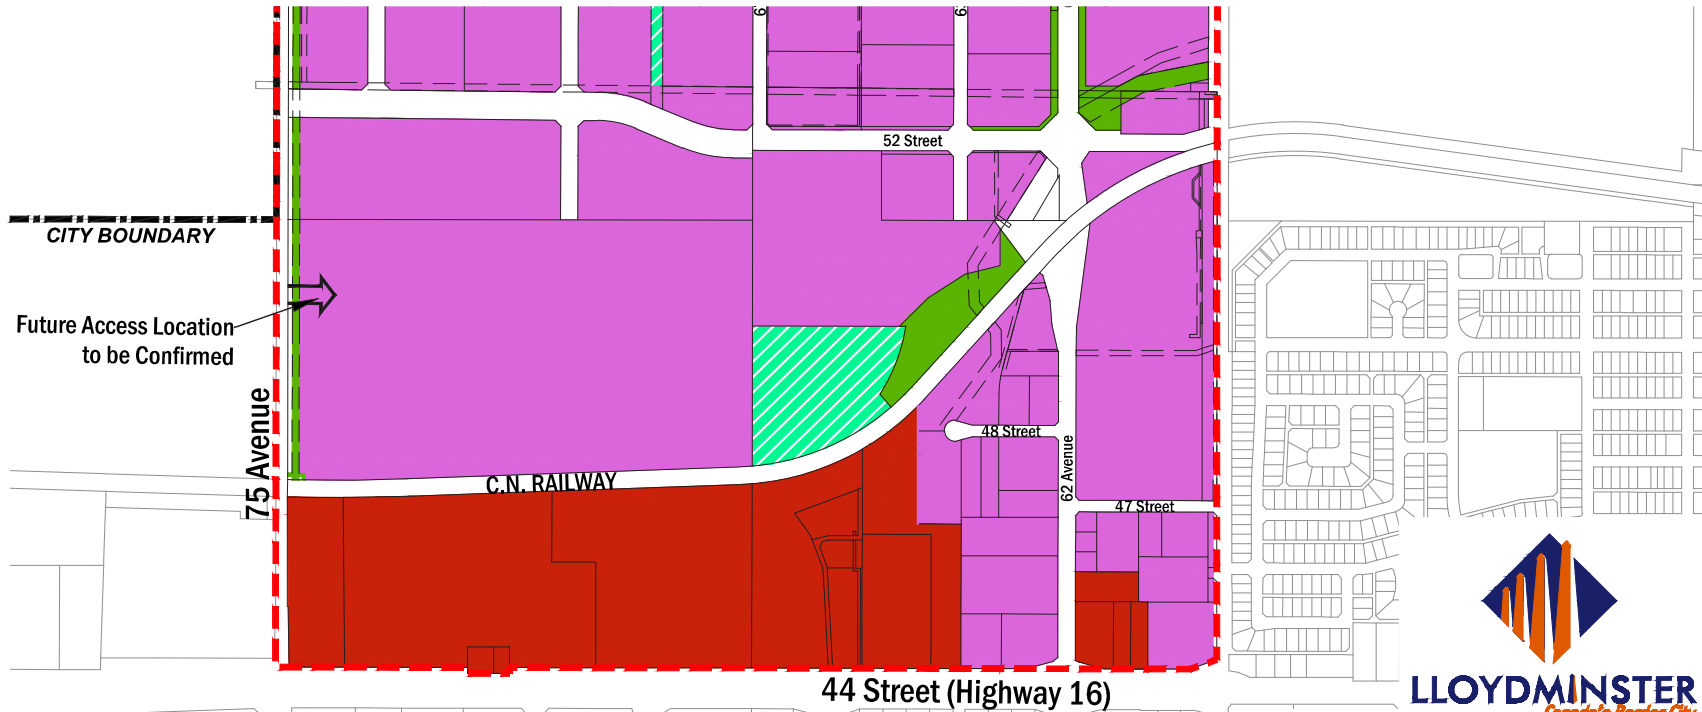 52 Street
CITY BOUNDARY
Future Access Location
to be Confirmed
75 Avenue
48 Street
62 Avenue
C.N. RAILWAY
47 Street
44 Street (Highway 16)
LLOYDMINSTER